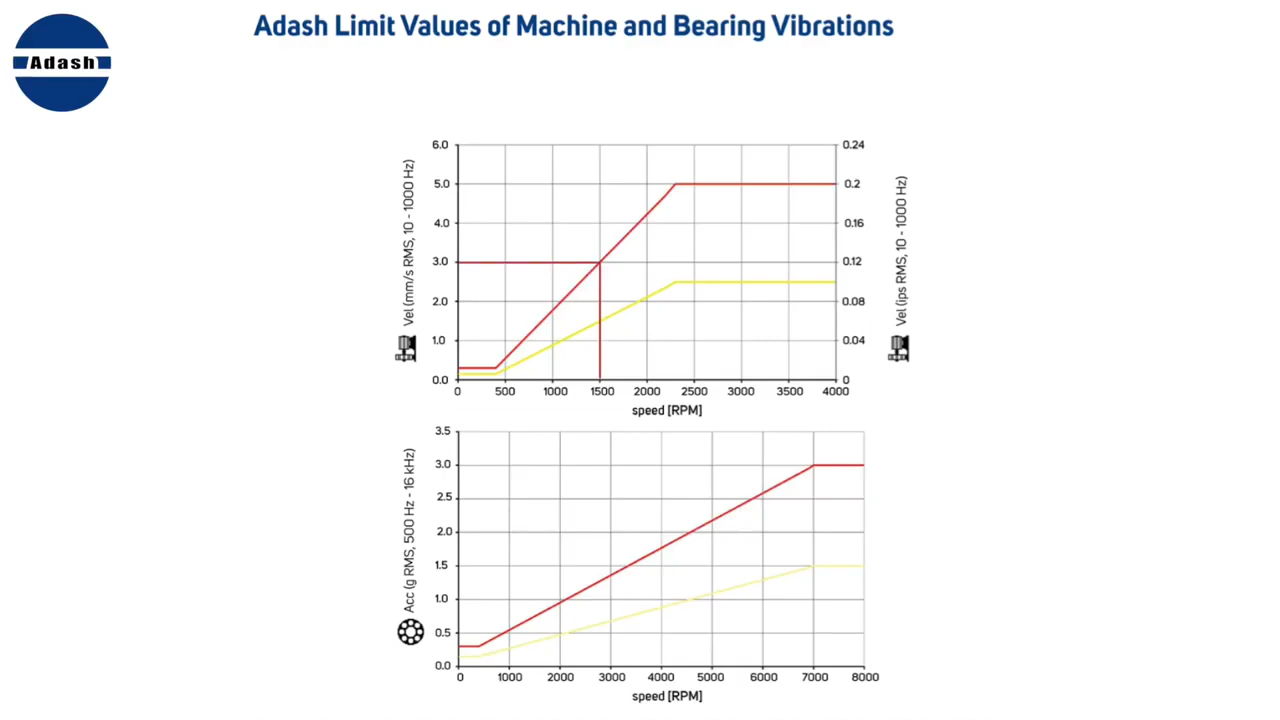 Adash Limit Values of Machine and Bearing Vibrations
Adash
Vel (mm/s RMS, 10 - 1000 Hz)
6.0
5.0
4.0
3.0
2.0
1.0
0.0
0 500 1000 1500 2000 2500 3000 3500 4000
speed [RPM]
0.24
0.2
0.16
0.12
0.08
0.04
0
Vel (ips RMS, 10 - 1000 Hz)
Acc (g RMS, 500 Hz - 16 kHz)
3.5
3.0
2.5
2.0
1.5
1.0
0.5
0.0
0 1000 2000 3000 4000 5000 6000 7000 8000
speed [RPM]